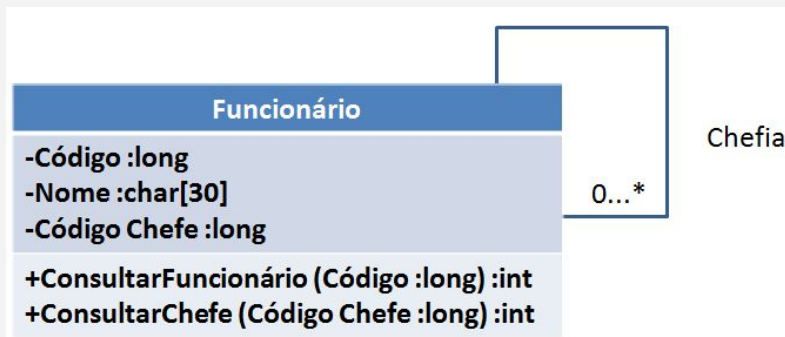 Funcionário
-Código :long
-Nome :char[30]
-Código Chefe :long
+ConsultarFuncionário (Código :long) :int
+ConsultarChefe (Código Chefe :long) :int
0...*
Chefia